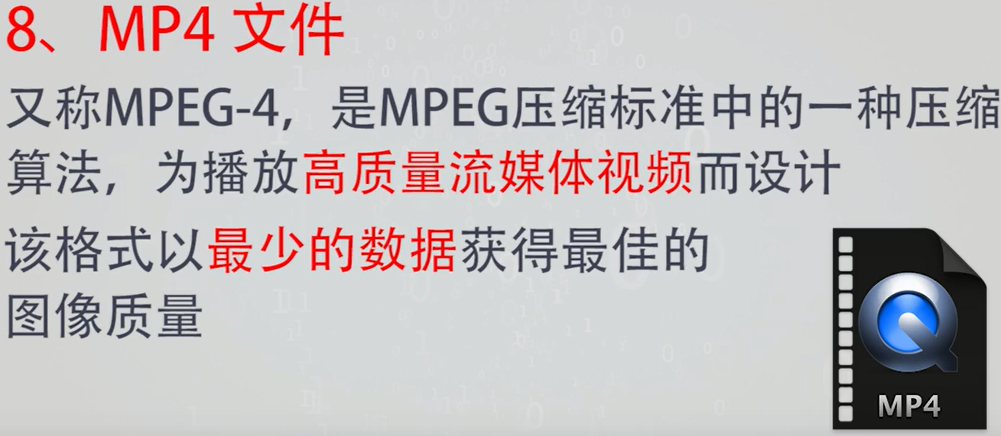 8、MP4 文件
又称MPEG-4，是MPEG压缩标准中的一种压缩
算法，为播放高质量流媒体视频而设计
该格式以最少的数据获得最佳的
图像质量
MP4